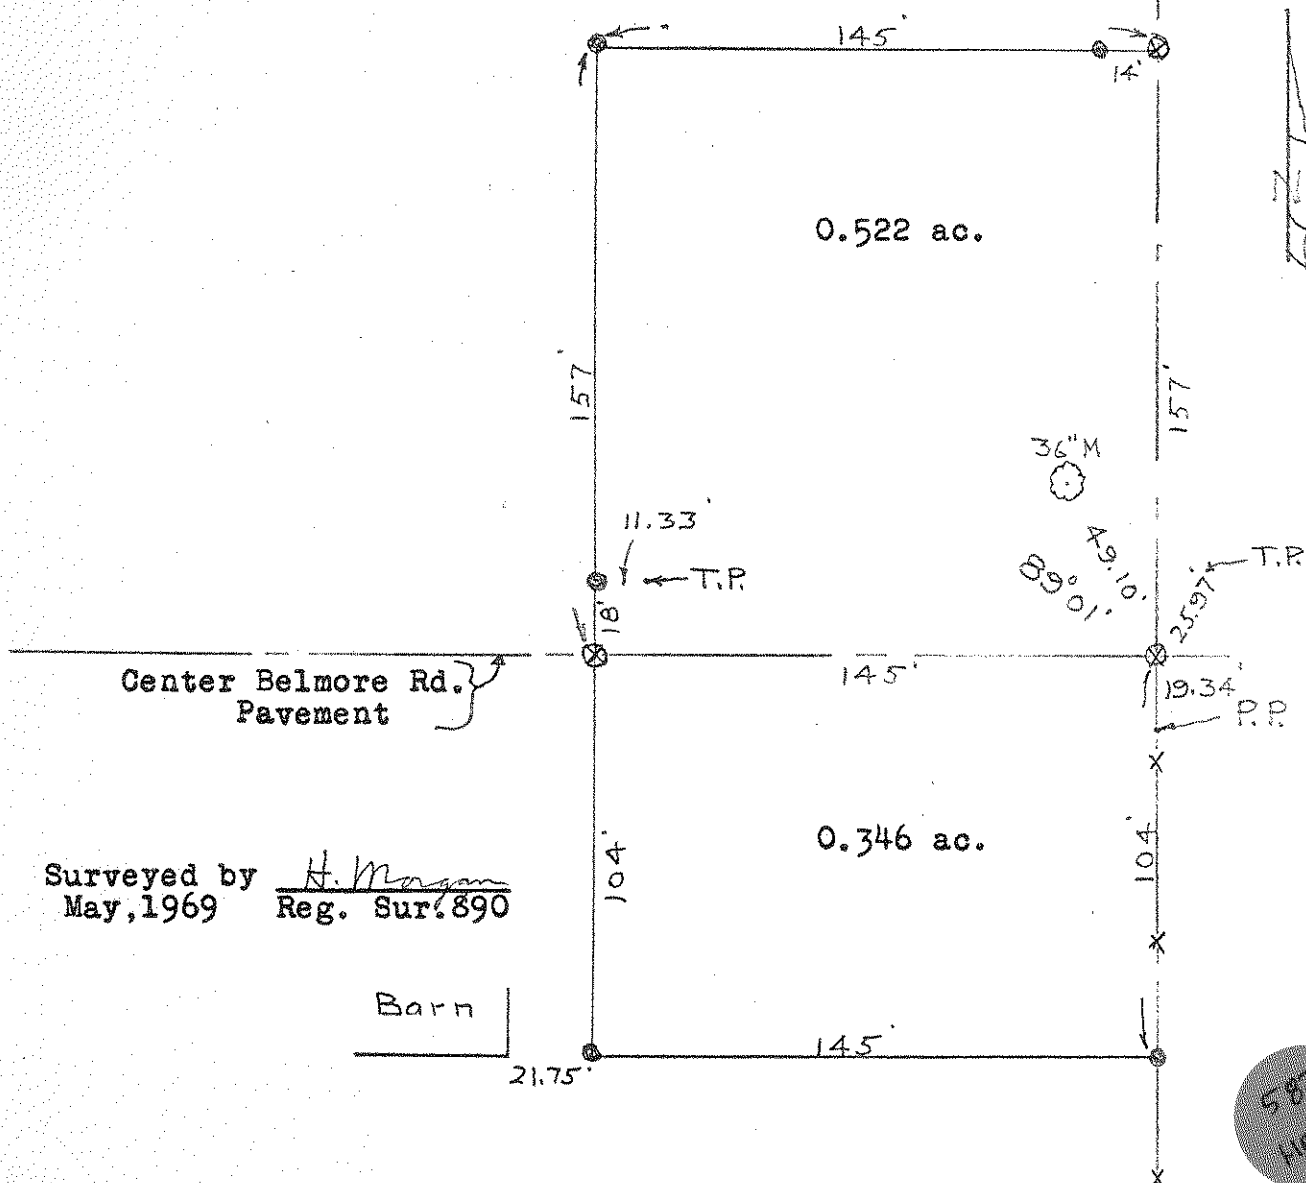 145'
14'
0.522 ac.
157'
157'
36"M
49.10'
89°01'
11.33'
T.P.
T.P.
25.97'
18'
Center Belmore Rd.
Pavement
145'
19.34'
P.P.
0.346 ac.
104'
104'
Surveyed by H. Morgan
May,1969 Reg. Sur.890
Barn
145'
21.75'